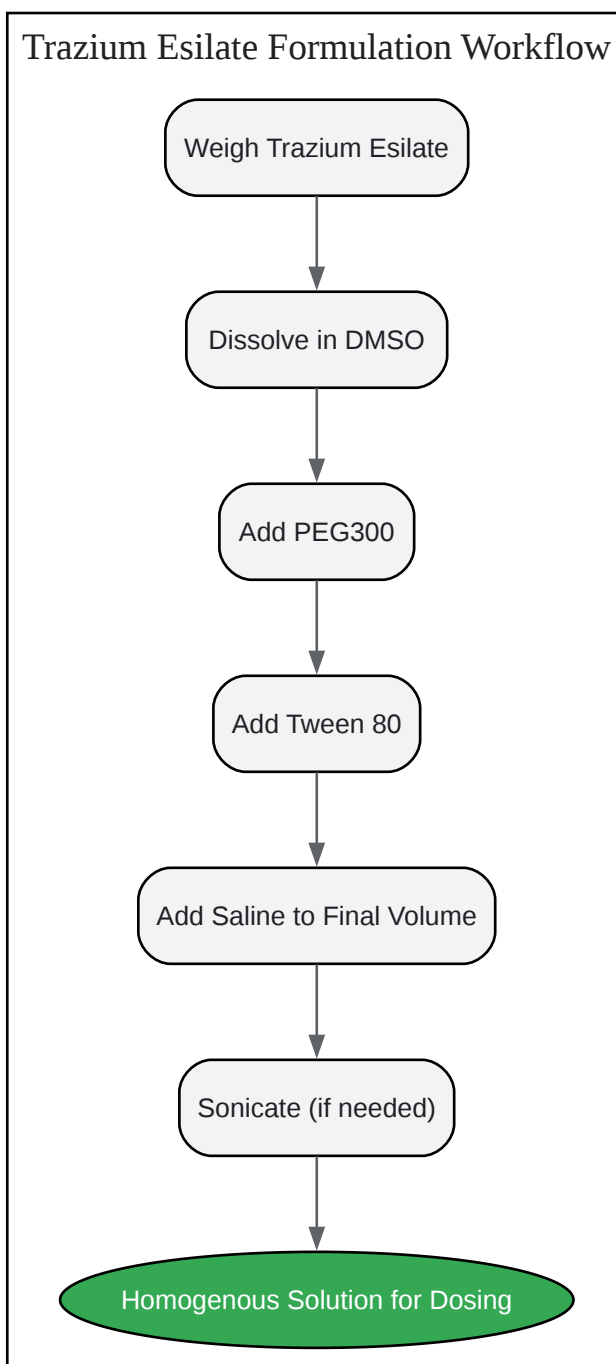 Trazium Esilate Formulation Workflow
Weigh Trazium Esilate
Dissolve in DMSO
Add PEG300
Add Tween 80
Add Saline to Final Volume
Sonicate (if needed)
Homogenous Solution for Dosing